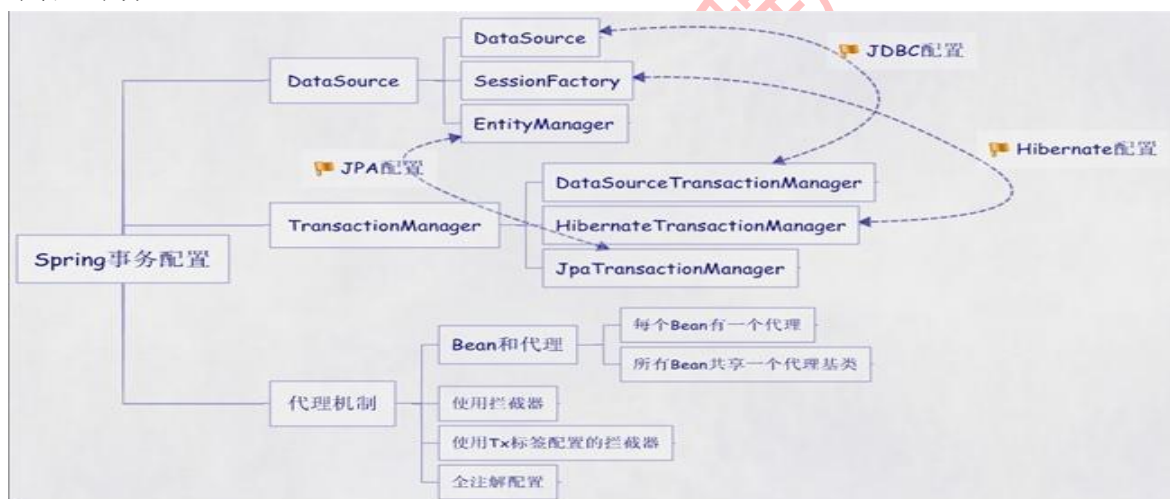 DataSource
JDBC配置
DataSource
SessionFactory
EntityManager
Hibernate配置
JPA配置
DataSourceTransactionManager
TransactionManager
HibernateTransactionManager
Spring事务配置
JpaTransactionManager
每个Bean有一个代理
Bean和代理
所有Bean共享一个代理基类
代理机制
使用拦截器
使用Tx标签配置的拦截器
全注解配置